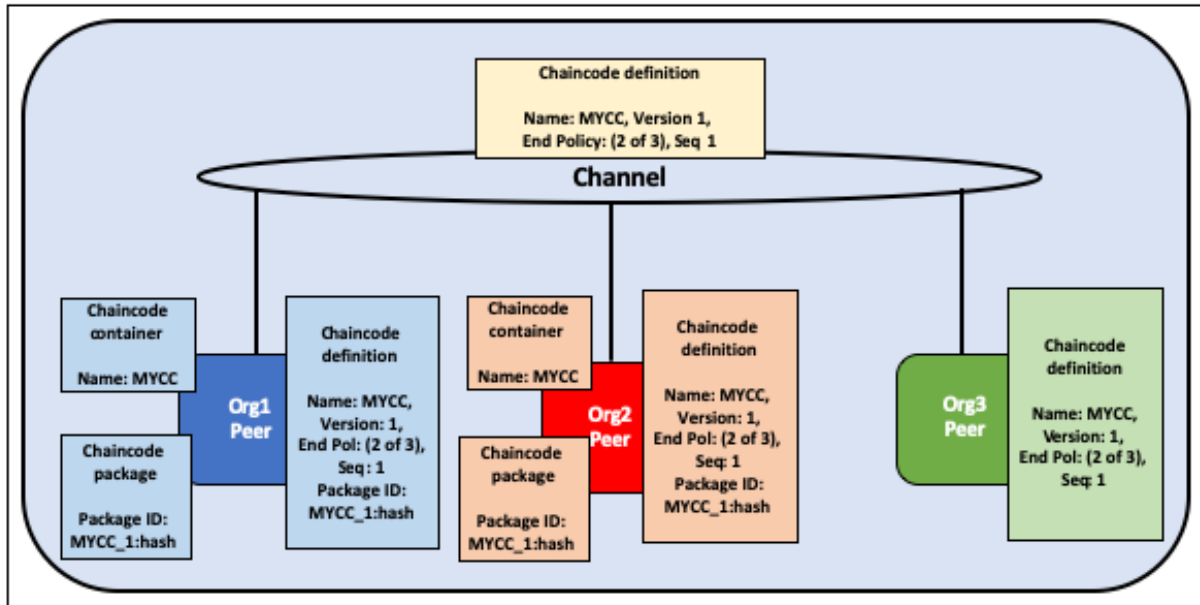 Chaincode definition
Name: MYCC, Version 1,
End Policy: (2 of 3), Seq 1
Channel
Chaincode
container
Name: MYCC
Org1
Peer
Chaincode
package
Package ID:
MYCC_1:hash
Chaincode
definition
Name: MYCC,
Version: 1,
End Pol: (2 of 3),
Seq: 1
Package ID:
MYCC_1:hash
Chaincode
container
Name: MYCC
Org2
Peer
Chaincode
package
Package ID:
MYCC_1:hash
Chaincode
definition
Name: MYCC,
Version: 1,
End Pol: (2 of 3),
Seq: 1
Package ID:
MYCC_1:hash
Org3
Peer
Chaincode
definition
Name: MYCC,
Version: 1,
End Pol: (2 of 3),
Seq: 1